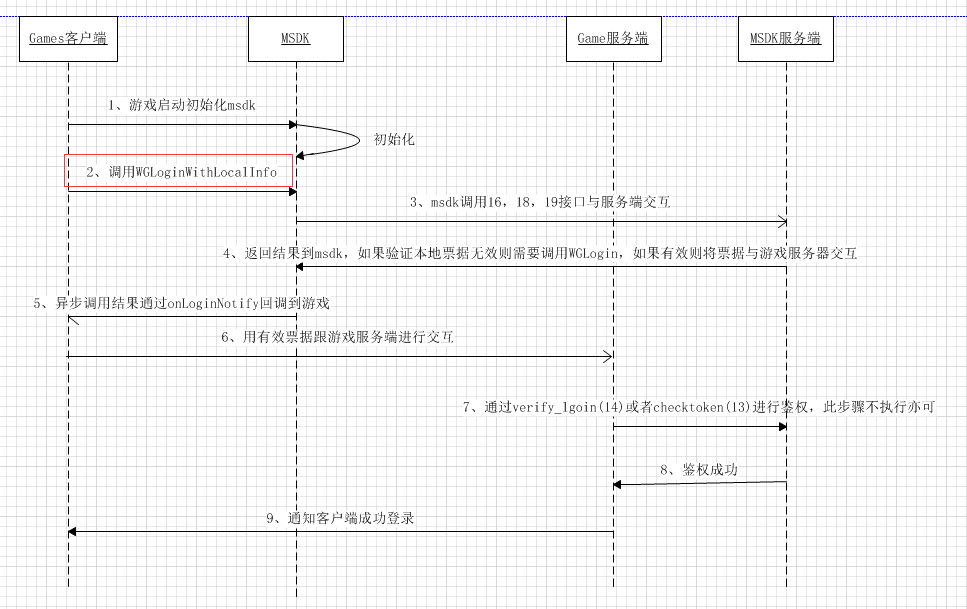 Games客户端
MSDK
Game服务端
MSDK服务端
1、游戏启动初始化msdk
初始化
2、调用WGLoginWithLocalInfo
3、msdk调用16，18，19接口与服务端交互
4、返回结果到msdk，如果验证本地票据无效则需要调用WGLogin，如果有效则将票据与游戏服务器交互
5、异步调用结果通过onLoginNotify回调到游戏
6、用有效票据跟游戏服务端进行交互
7、通过verify_lgoin(14)或者checktoken(13)进行鉴权，此步骤不执行亦可
8、鉴权成功
9、通知客户端成功登录